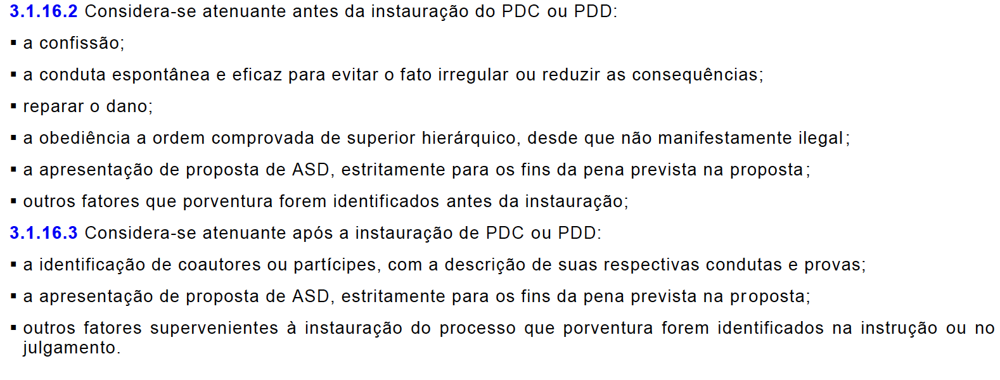 3.1.16.2 Considera-se atenuante antes da instauração do PDC ou PDD:
▪ a confissão;
▪ a conduta espontânea e eficaz para evitar o fato irregular ou reduzir as consequências;
▪ reparar o dano;
▪ a obediência a ordem comprovada de superior hierárquico, desde que não manifestamente ilegal;
▪ a apresentação de proposta de ASD, estritamente para os fins da pena prevista na proposta;
▪ outros fatores que porventura forem identificados antes da instauração;
3.1.16.3 Considera-se atenuante após a instauração de PDC ou PDD:
▪ a identificação de coautores ou partícipes, com a descrição de suas respectivas condutas e provas;
▪ a apresentação de proposta de ASD, estritamente para os fins da pena prevista na proposta;
▪ outros fatores supervenientes à instauração do processo que porventura forem identificados na instrução ou no
julgamento.